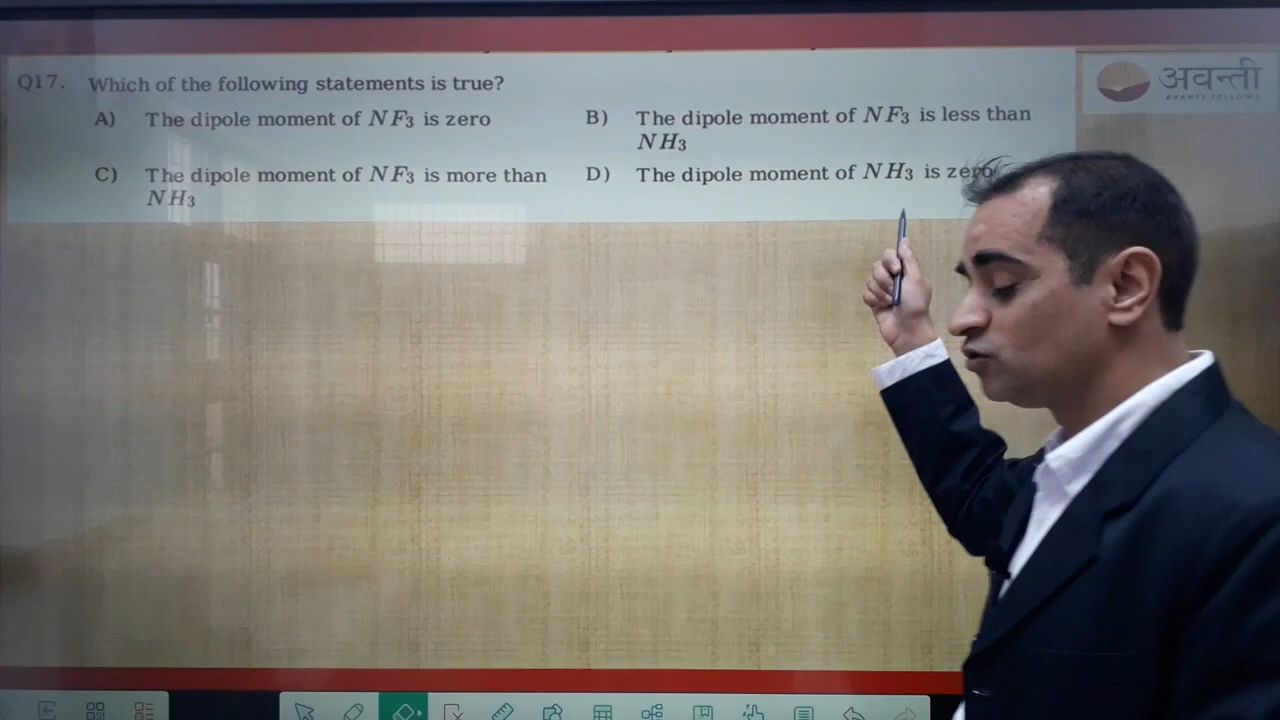 Q17. Which of the following statements is true?
A) The dipole moment of NF₃ is zero
B) The dipole moment of NF₃ is less than
NH₃
C) The dipole moment of NF₃ is more than
NH₃
D) The dipole moment of NH₃ is zero
अवन्ती
AVANTI FELLOWS